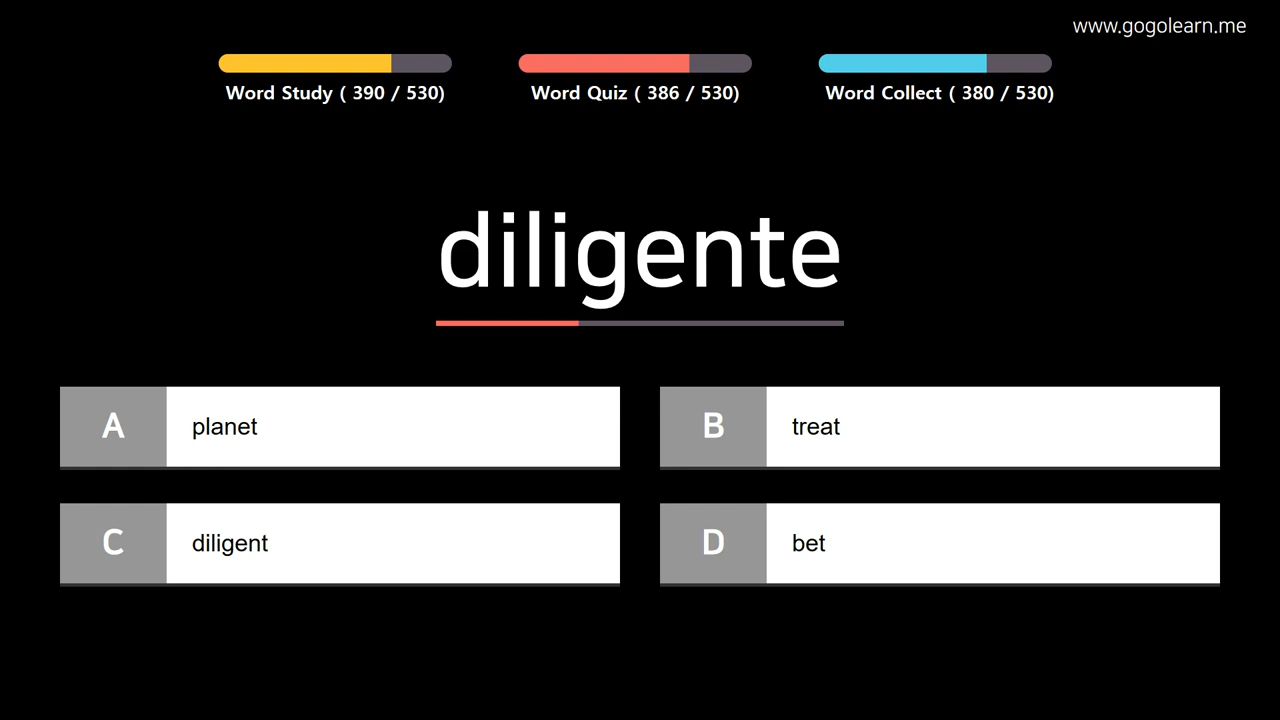 www.gogolearn.me
Word Study ( 390 / 530)
Word Quiz ( 386 / 530)
Word Collect ( 380 / 530)
diligente
A planet
B treat
C diligent
D bet